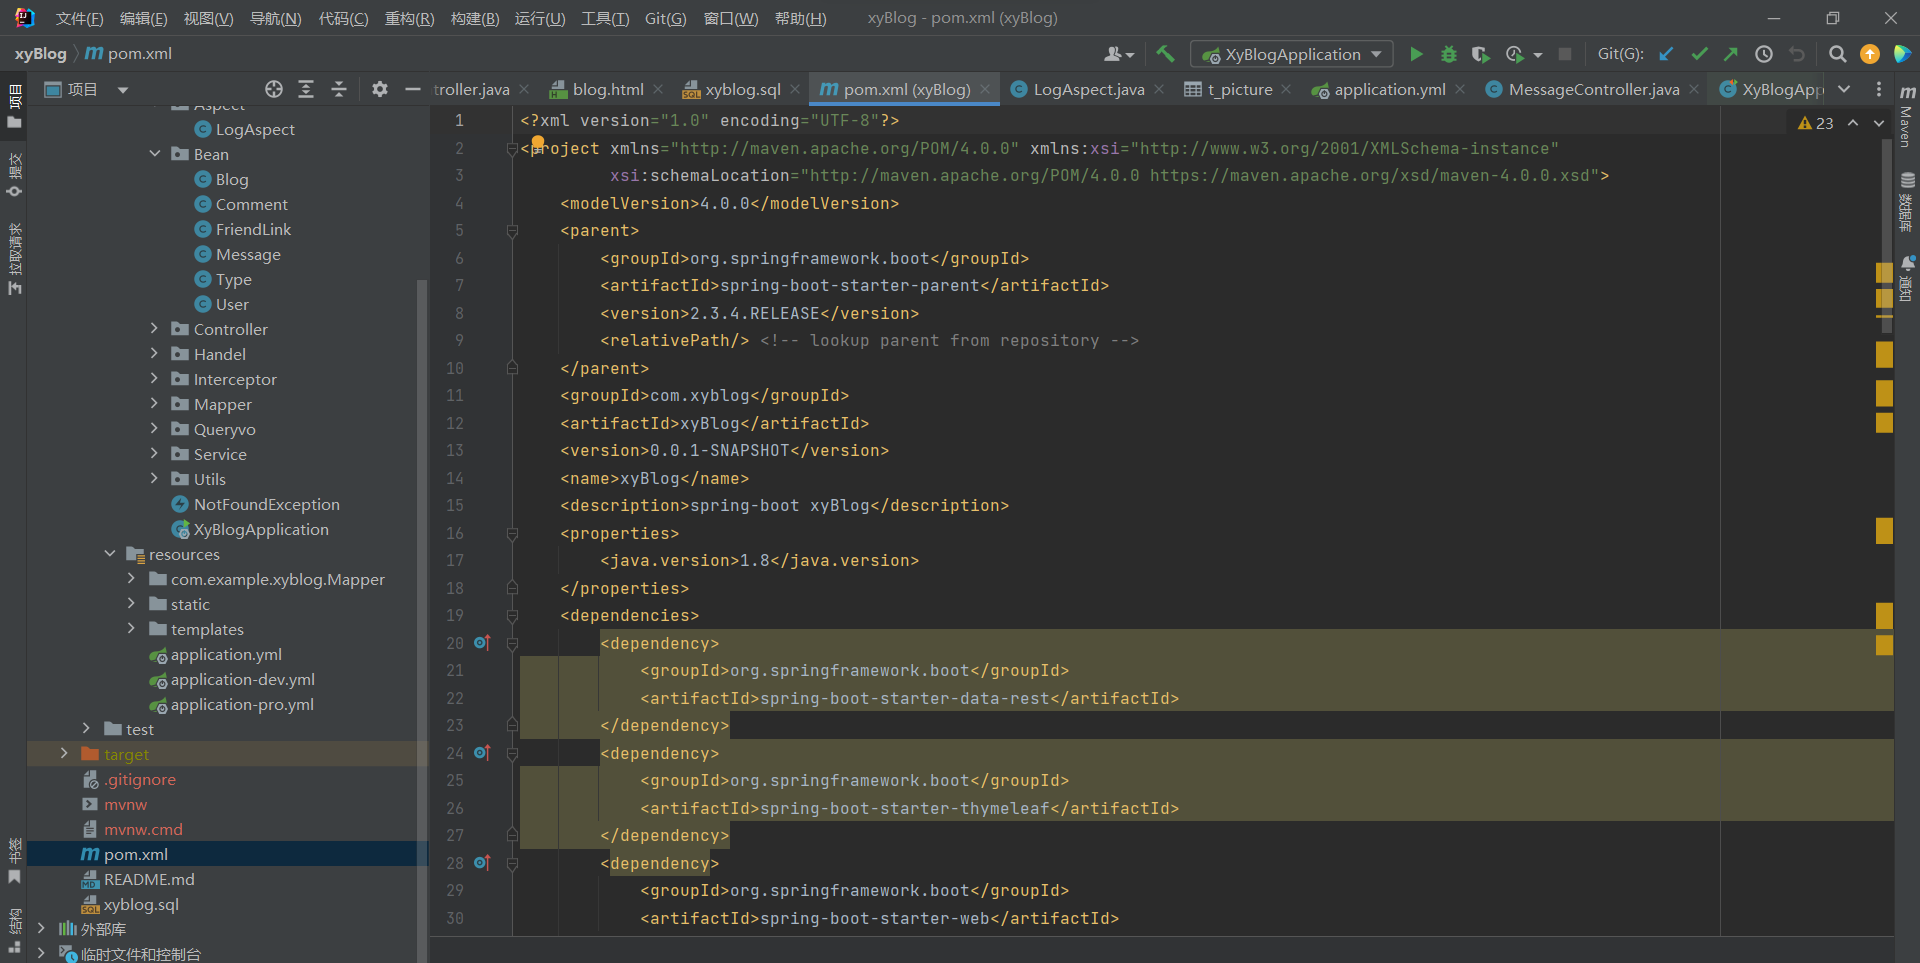 文件(F) 编辑(E) 视图(V) 导航(N) 代码(C) 重构(R) 构建(B) 运行(U) 工具(T) Git(G) 窗口(W) 帮助(H) xyBlog - pom.xml (xyBlog)
xyBlog pom.xml XyBlogApplication Git(G):
项目 troller.java blog.html xyblog.sql pom.xml (xyBlog) LogAspect.java t_picture application.yml MessageController.java XyBlogApp
项目
提交
拉取请求
书签
结构
Aspect
LogAspect
Bean
Blog
Comment
FriendLink
Message
Type
User
Controller
Handel
Interceptor
Mapper
Queryvo
Service
Utils
NotFoundException
XyBlogApplication
resources
com.example.xyblog.Mapper
static
templates
application.yml
application-dev.yml
application-pro.yml
test
target
.gitignore
mvnw
mvnw.cmd
pom.xml
README.md
xyblog.sql
外部库
临时文件和控制台
1 <?xml version="1.0" encoding="UTF-8"?>
2 <project xmlns="http://maven.apache.org/POM/4.0.0" xmlns:xsi="http://www.w3.org/2001/XMLSchema-instance"
3 xsi:schemaLocation="http://maven.apache.org/POM/4.0.0 https://maven.apache.org/xsd/maven-4.0.0.xsd">
4 <modelVersion>4.0.0</modelVersion>
5 <parent>
6 <groupId>org.springframework.boot</groupId>
7 <artifactId>spring-boot-starter-parent</artifactId>
8 <version>2.3.4.RELEASE</version>
9 <relativePath/> <!-- lookup parent from repository -->
10 </parent>
11 <groupId>com.xyblog</groupId>
12 <artifactId>xyBlog</artifactId>
13 <version>0.0.1-SNAPSHOT</version>
14 <name>xyBlog</name>
15 <description>spring-boot xyBlog</description>
16 <properties>
17 <java.version>1.8</java.version>
18 </properties>
19 <dependencies>
20 <dependency>
21 <groupId>org.springframework.boot</groupId>
22 <artifactId>spring-boot-starter-data-rest</artifactId>
23 </dependency>
24 <dependency>
25 <groupId>org.springframework.boot</groupId>
26 <artifactId>spring-boot-starter-thymeleaf</artifactId>
27 </dependency>
28 <dependency>
29 <groupId>org.springframework.boot</groupId>
30 <artifactId>spring-boot-starter-web</artifactId>
23
Maven
数据库
通知